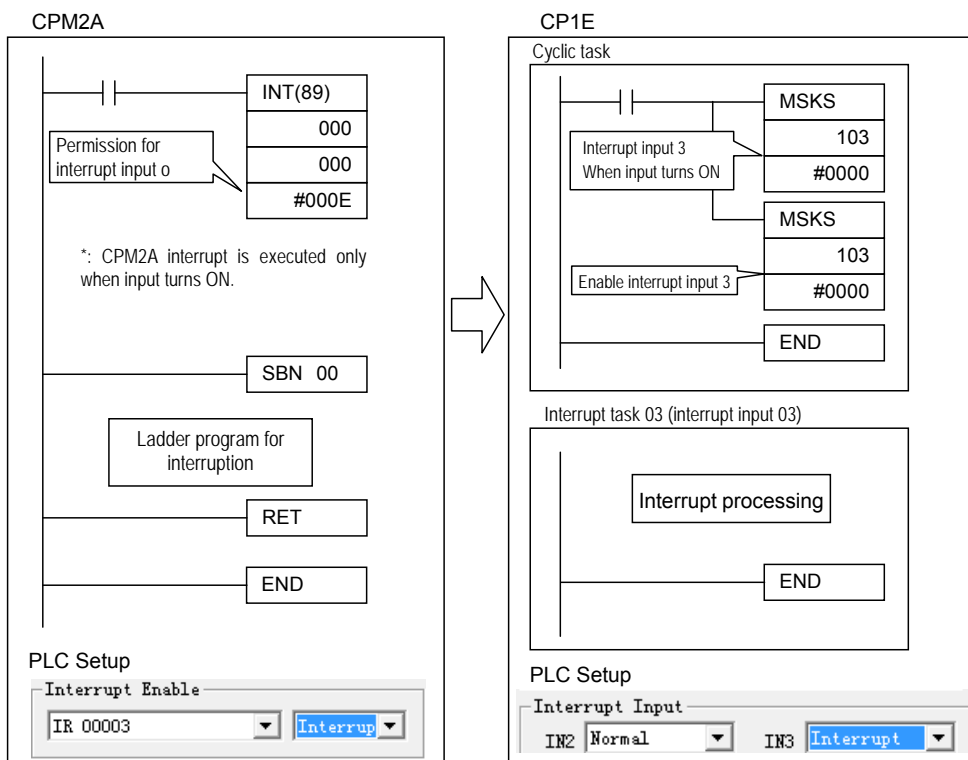 CPM2A
INT(89)
000
000
#000E
Permission for
interrupt input o
*: CPM2A interrupt is executed only
when input turns ON.
SBN 00
Ladder program for
interruption
RET
END
PLC Setup
Interrupt Enable
IR 00003
Interrup
CP1E
Cyclic task
MSKS
103
#0000
Interrupt input 3
When input turns ON
MSKS
103
#0000
Enable interrupt input 3
END
Interrupt task 03 (interrupt input 03)
Interrupt processing
END
PLC Setup
Interrupt Input
IN2 Normal IN3 Interrupt